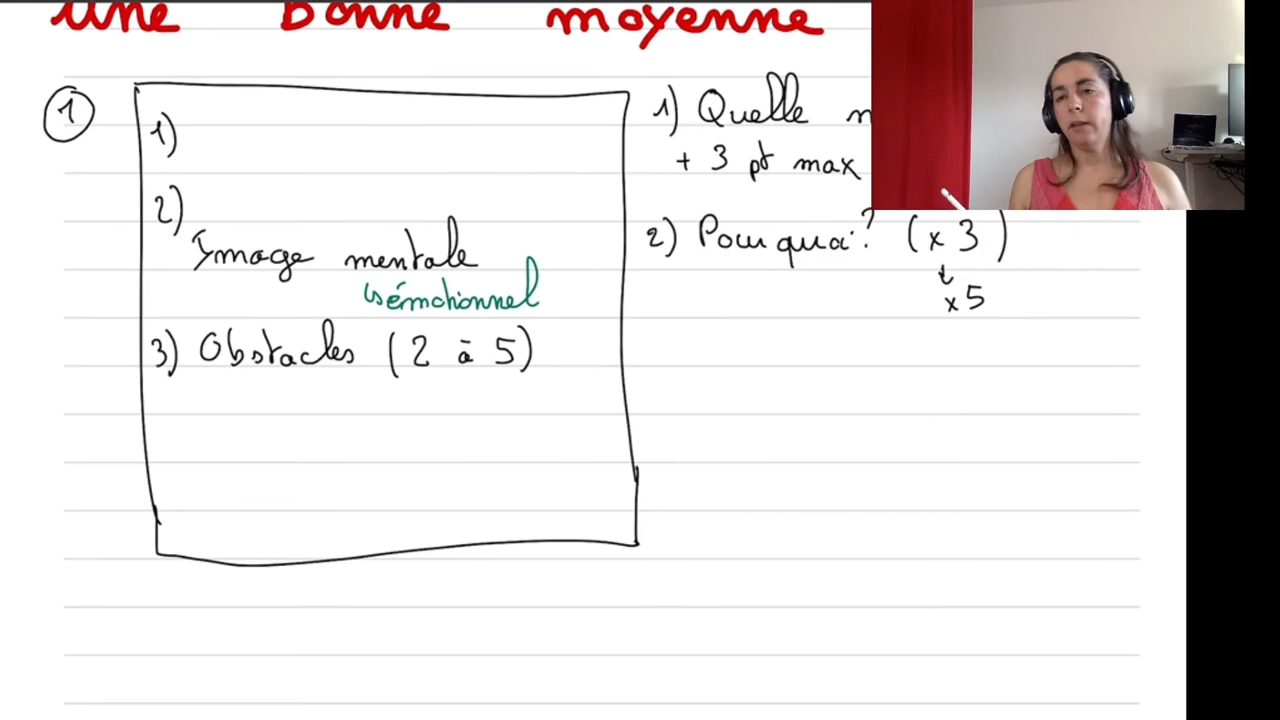 une bonne moyenne
①
1)
2)
Image mentale
↳ émotionnel
3) Obstacles (2 à 5)
1) Quelle
+ 3 pt max
2) Pourquoi? (x 3)
↓
x 5